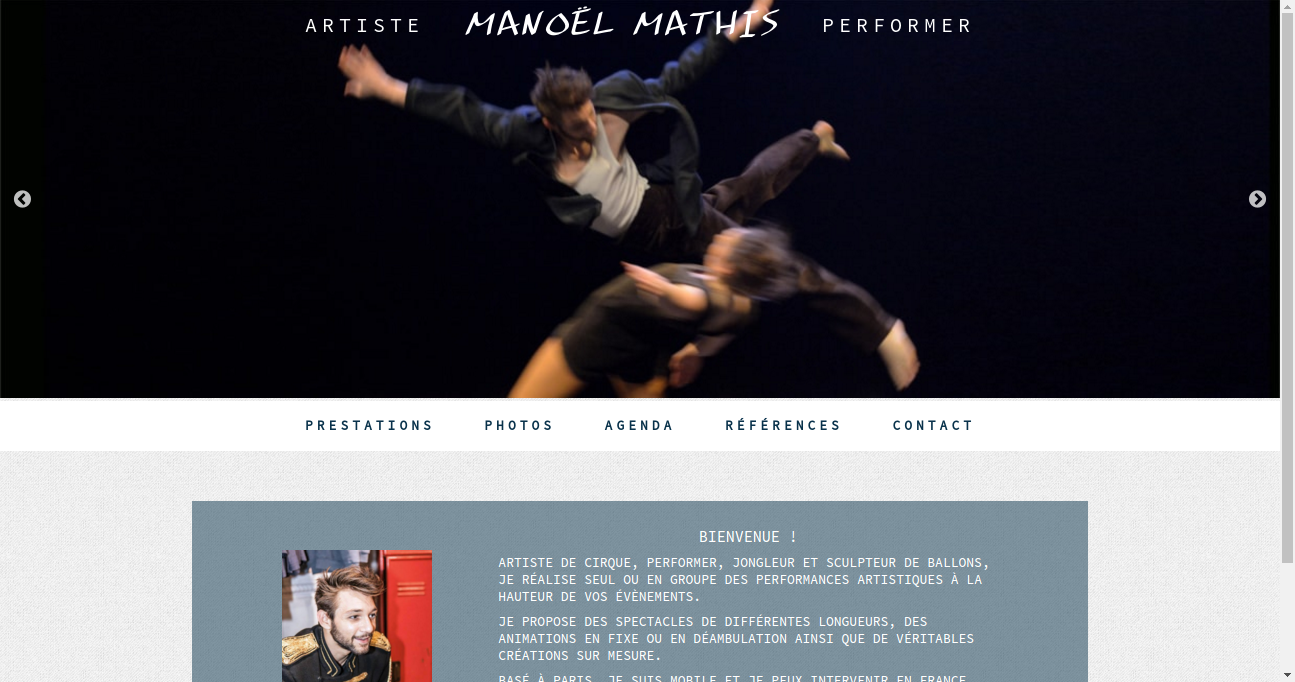 ARTISTE MANOËL MATHIS PERFORMER
PRESTATIONS PHOTOS AGENDA RÉFÉRENCES CONTACT
BIENVENUE !
ARTISTE DE CIRQUE, PERFORMER, JONGLEUR ET SCULPTEUR DE BALLONS,
JE RÉALISE SEUL OU EN GROUPE DES PERFORMANCES ARTISTIQUES À LA
HAUTEUR DE VOS ÉVÈNEMENTS.
JE PROPOSE DES SPECTACLES DE DIFFÉRENTES LONGUEURS, DES
ANIMATIONS EN FIXE OU EN DÉAMBULATION AINSI QUE DE VÉRITABLES
CRÉATIONS SUR MESURE.
BASÉ À PARIS, JE SUIS MOBILE ET JE PEUX INTERVENIR EN FRANCE